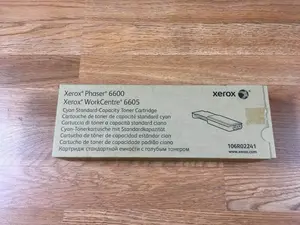 Xerox® Phaser® 6600
Xerox® WorkCentre® 6605
Cyan Standard-Capacity Toner Cartridge
Cartouche de toner de capacité standard cyan
Cartuccia di toner a capacità standard ciano
Cyan-Tonerkartusche mit Standardkapazität
Cartucho de tóner de capacidad estándar cian
Cartucho de toner de capacidade padrão ciano
Картридж стандартной емкости с голубым тонером
xerox
106R02241
www.xerox.com